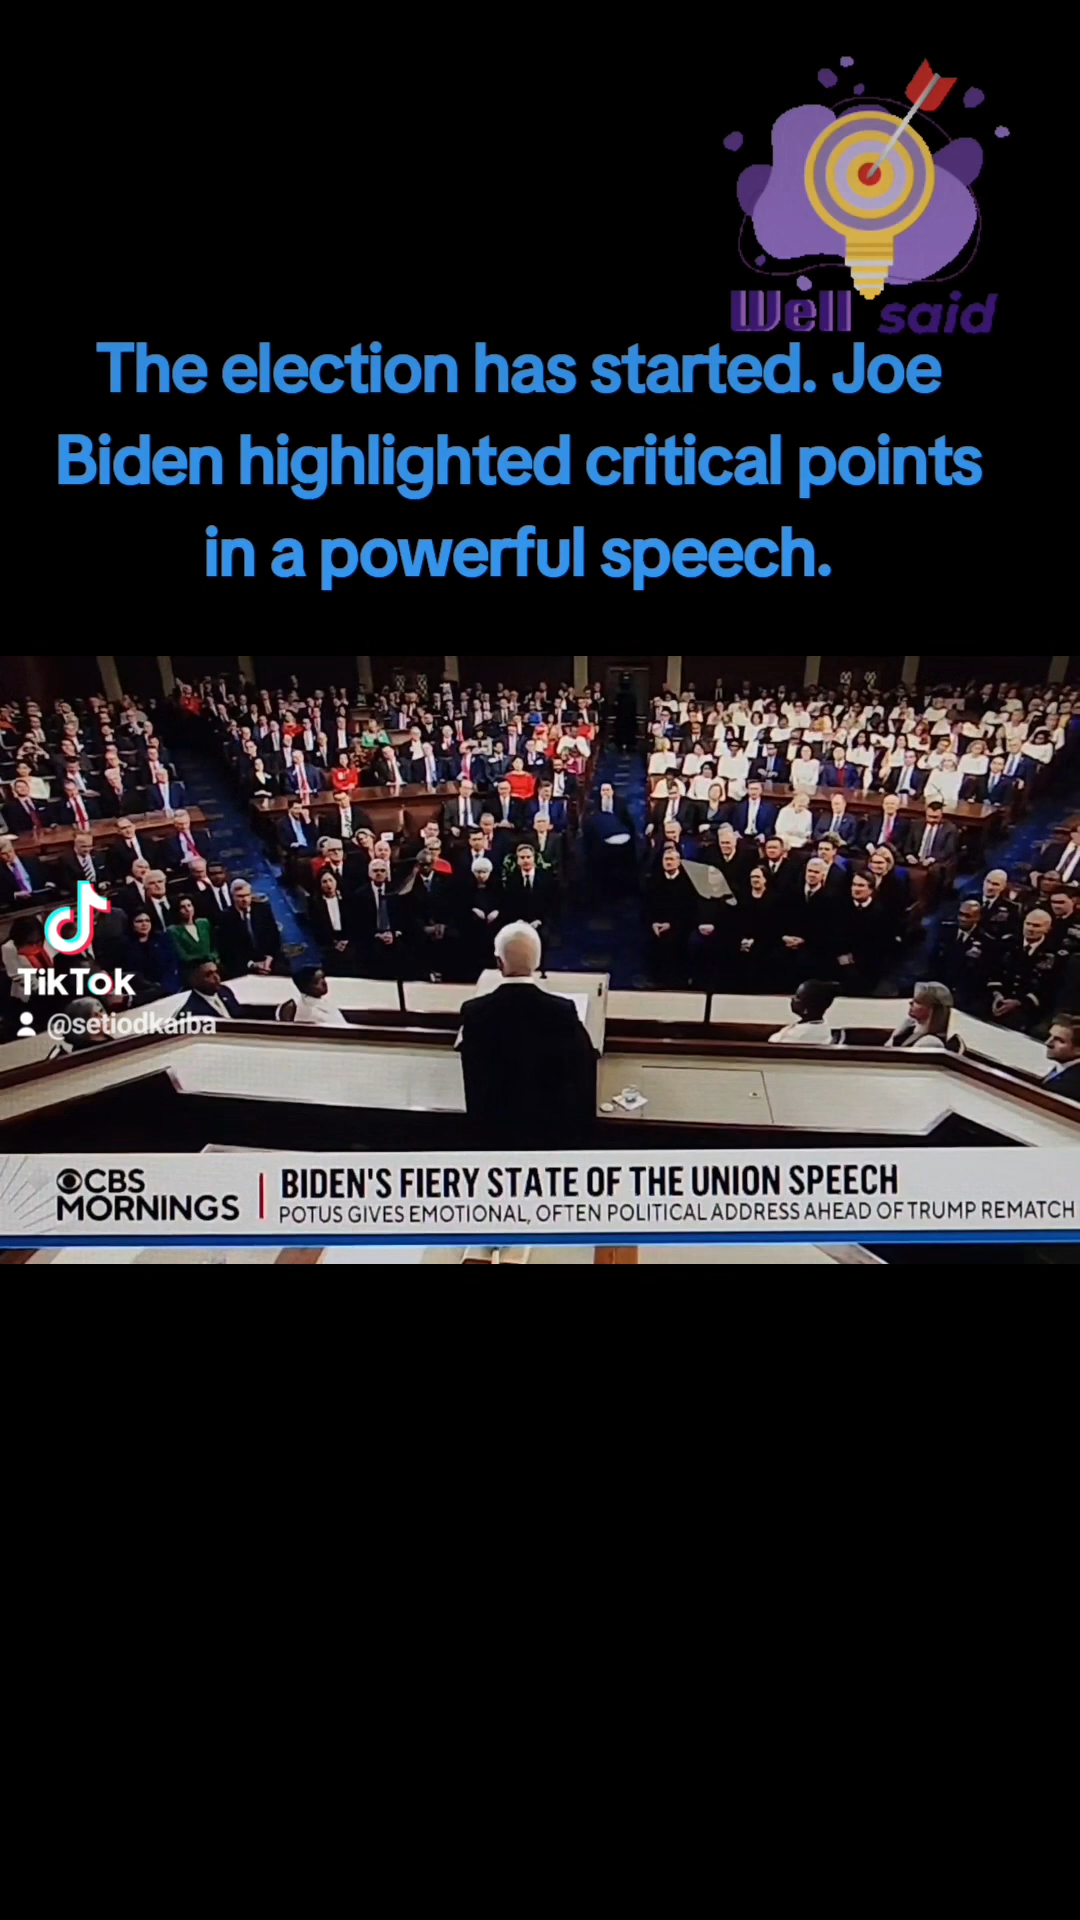 Well said
The election has started. Joe
Biden highlighted critical points
in a powerful speech.
TikTok
@setiodkaiba
CBS
MORNINGS
BIDEN'S FIERY STATE OF THE UNION SPEECH
POTUS GIVES EMOTIONAL, OFTEN POLITICAL ADDRESS AHEAD OF TRUMP REMATCH